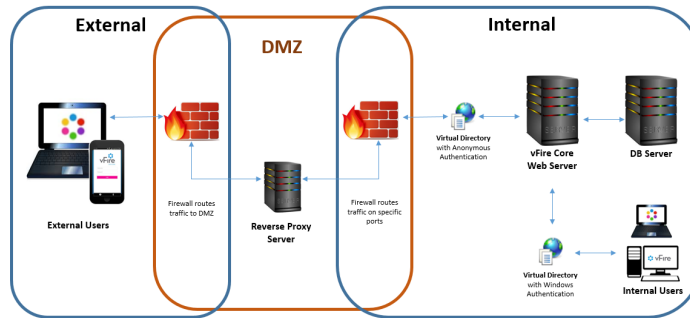 External
DMZ
Internal
vFire
External Users
Firewall routes
traffic to DMZ
Reverse Proxy
Server
Firewall routes
traffic on specific
ports
Virtual Directory
with Anonymous
Authentication
vFire Core
Web Server
DB Server
Virtual Directory
with Windows
Authentication
vFire
Internal Users